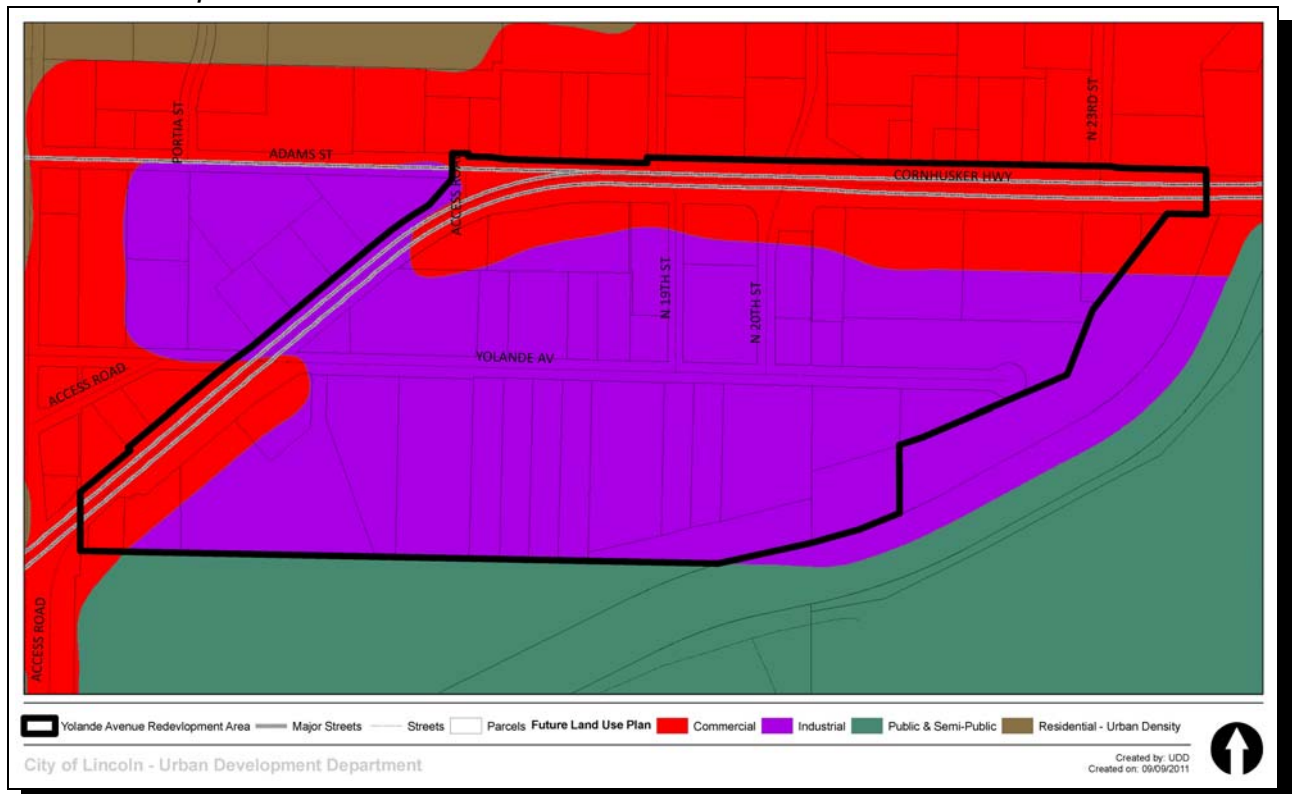 PORTIA ST
N 23RD ST
ADAMS ST
ACCESS ROAD
CORNHUSKER HWY
N 19TH ST
N 20TH ST
YOLANDE AV
ACCESS ROAD
ACCESS ROAD
Yolande Avenue Redevlopment Area Major Streets Streets Parcels Future Land Use Plan Commercial Industrial Public & Semi-Public Residential - Urban Density
City of Lincoln - Urban Development Department
Created by: UDD
Created on: 09/09/2011